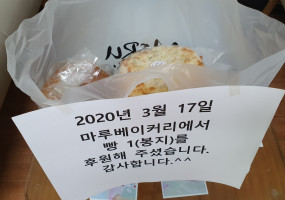 2020년 3월 17일
마루베이커리에서
빵 1(봉지)를
후원해 주셨습니다.
감사합니다.^^